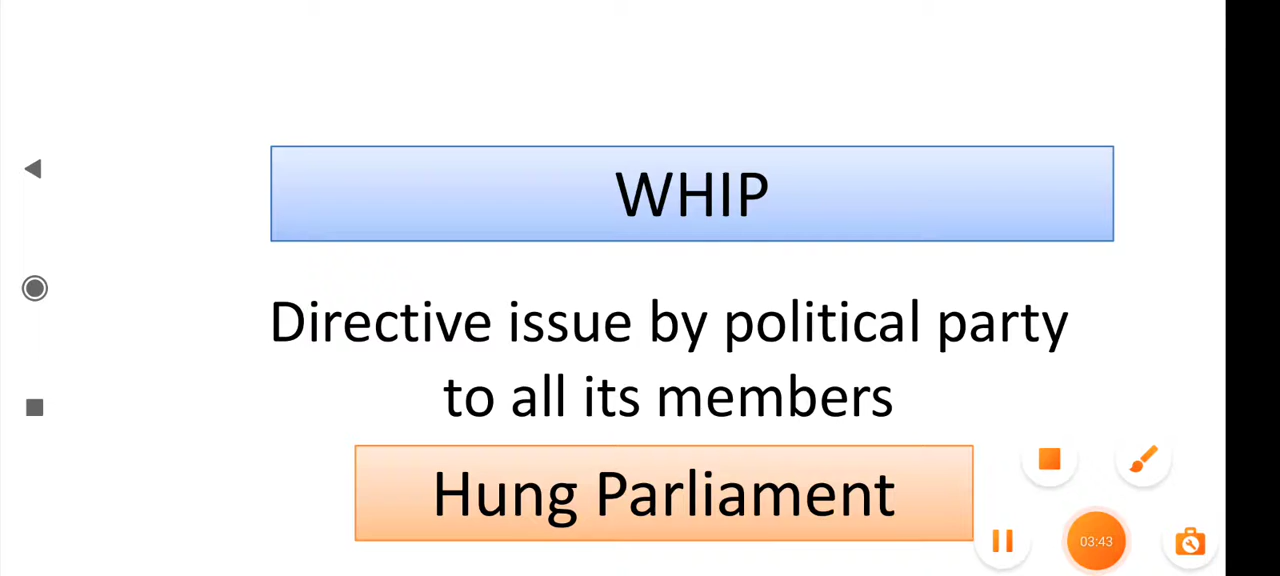 WHIP
Directive issue by political party
to all its members
Hung Parliament
03:43